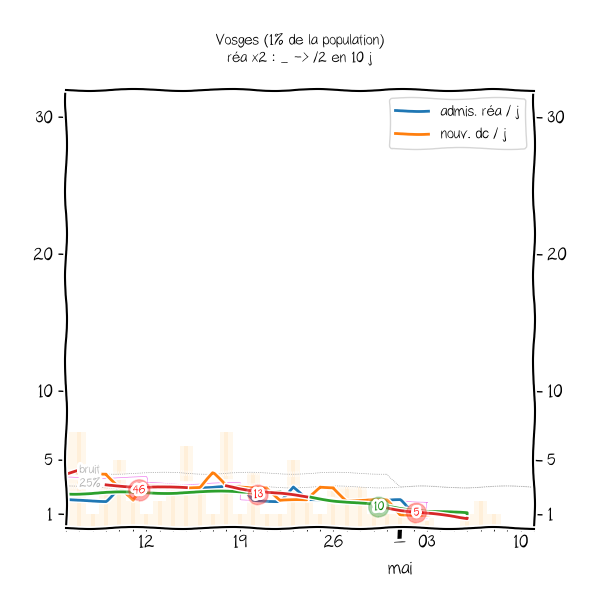 Vosges (1% de la population)
réa x2 : _ -> /2 en 10 j
admis. réa / j
nouv. dc / j
30 30
20 20
10 10
5 5
1 1
bruit
25%
46
13
10
5
12 19 26 03 10
mai